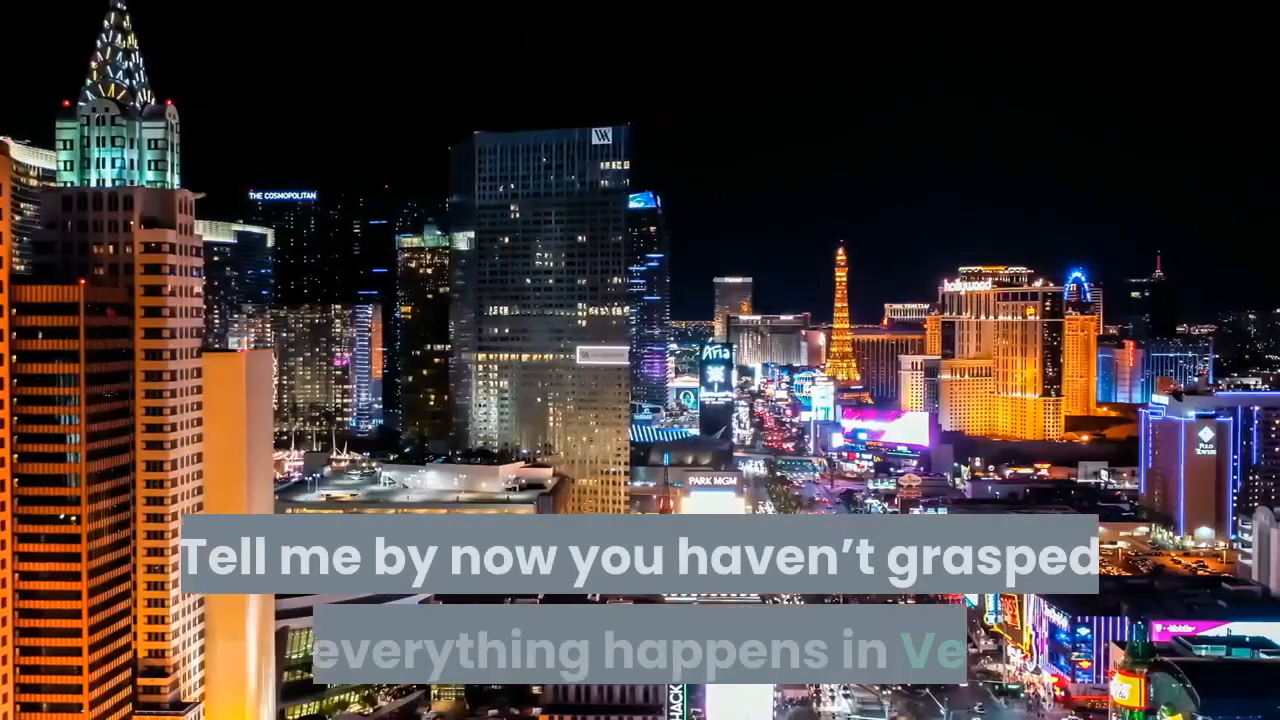 THE COSMOPOLITAN
hollywood
Aria
PARK MGM
POLO TOWERS
Tell me by now you haven’t grasped
everything happens in Ve
T-Mobile